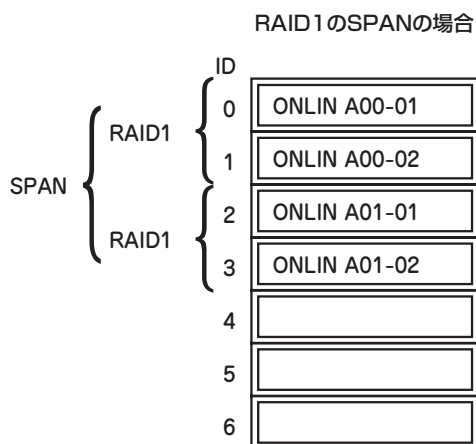 RAID1のSPANの場合
ID
0 ONLIN A00-01
RAID1
1 ONLIN A00-02
SPAN
2 ONLIN A01-01
RAID1
3 ONLIN A01-02
4
5
6